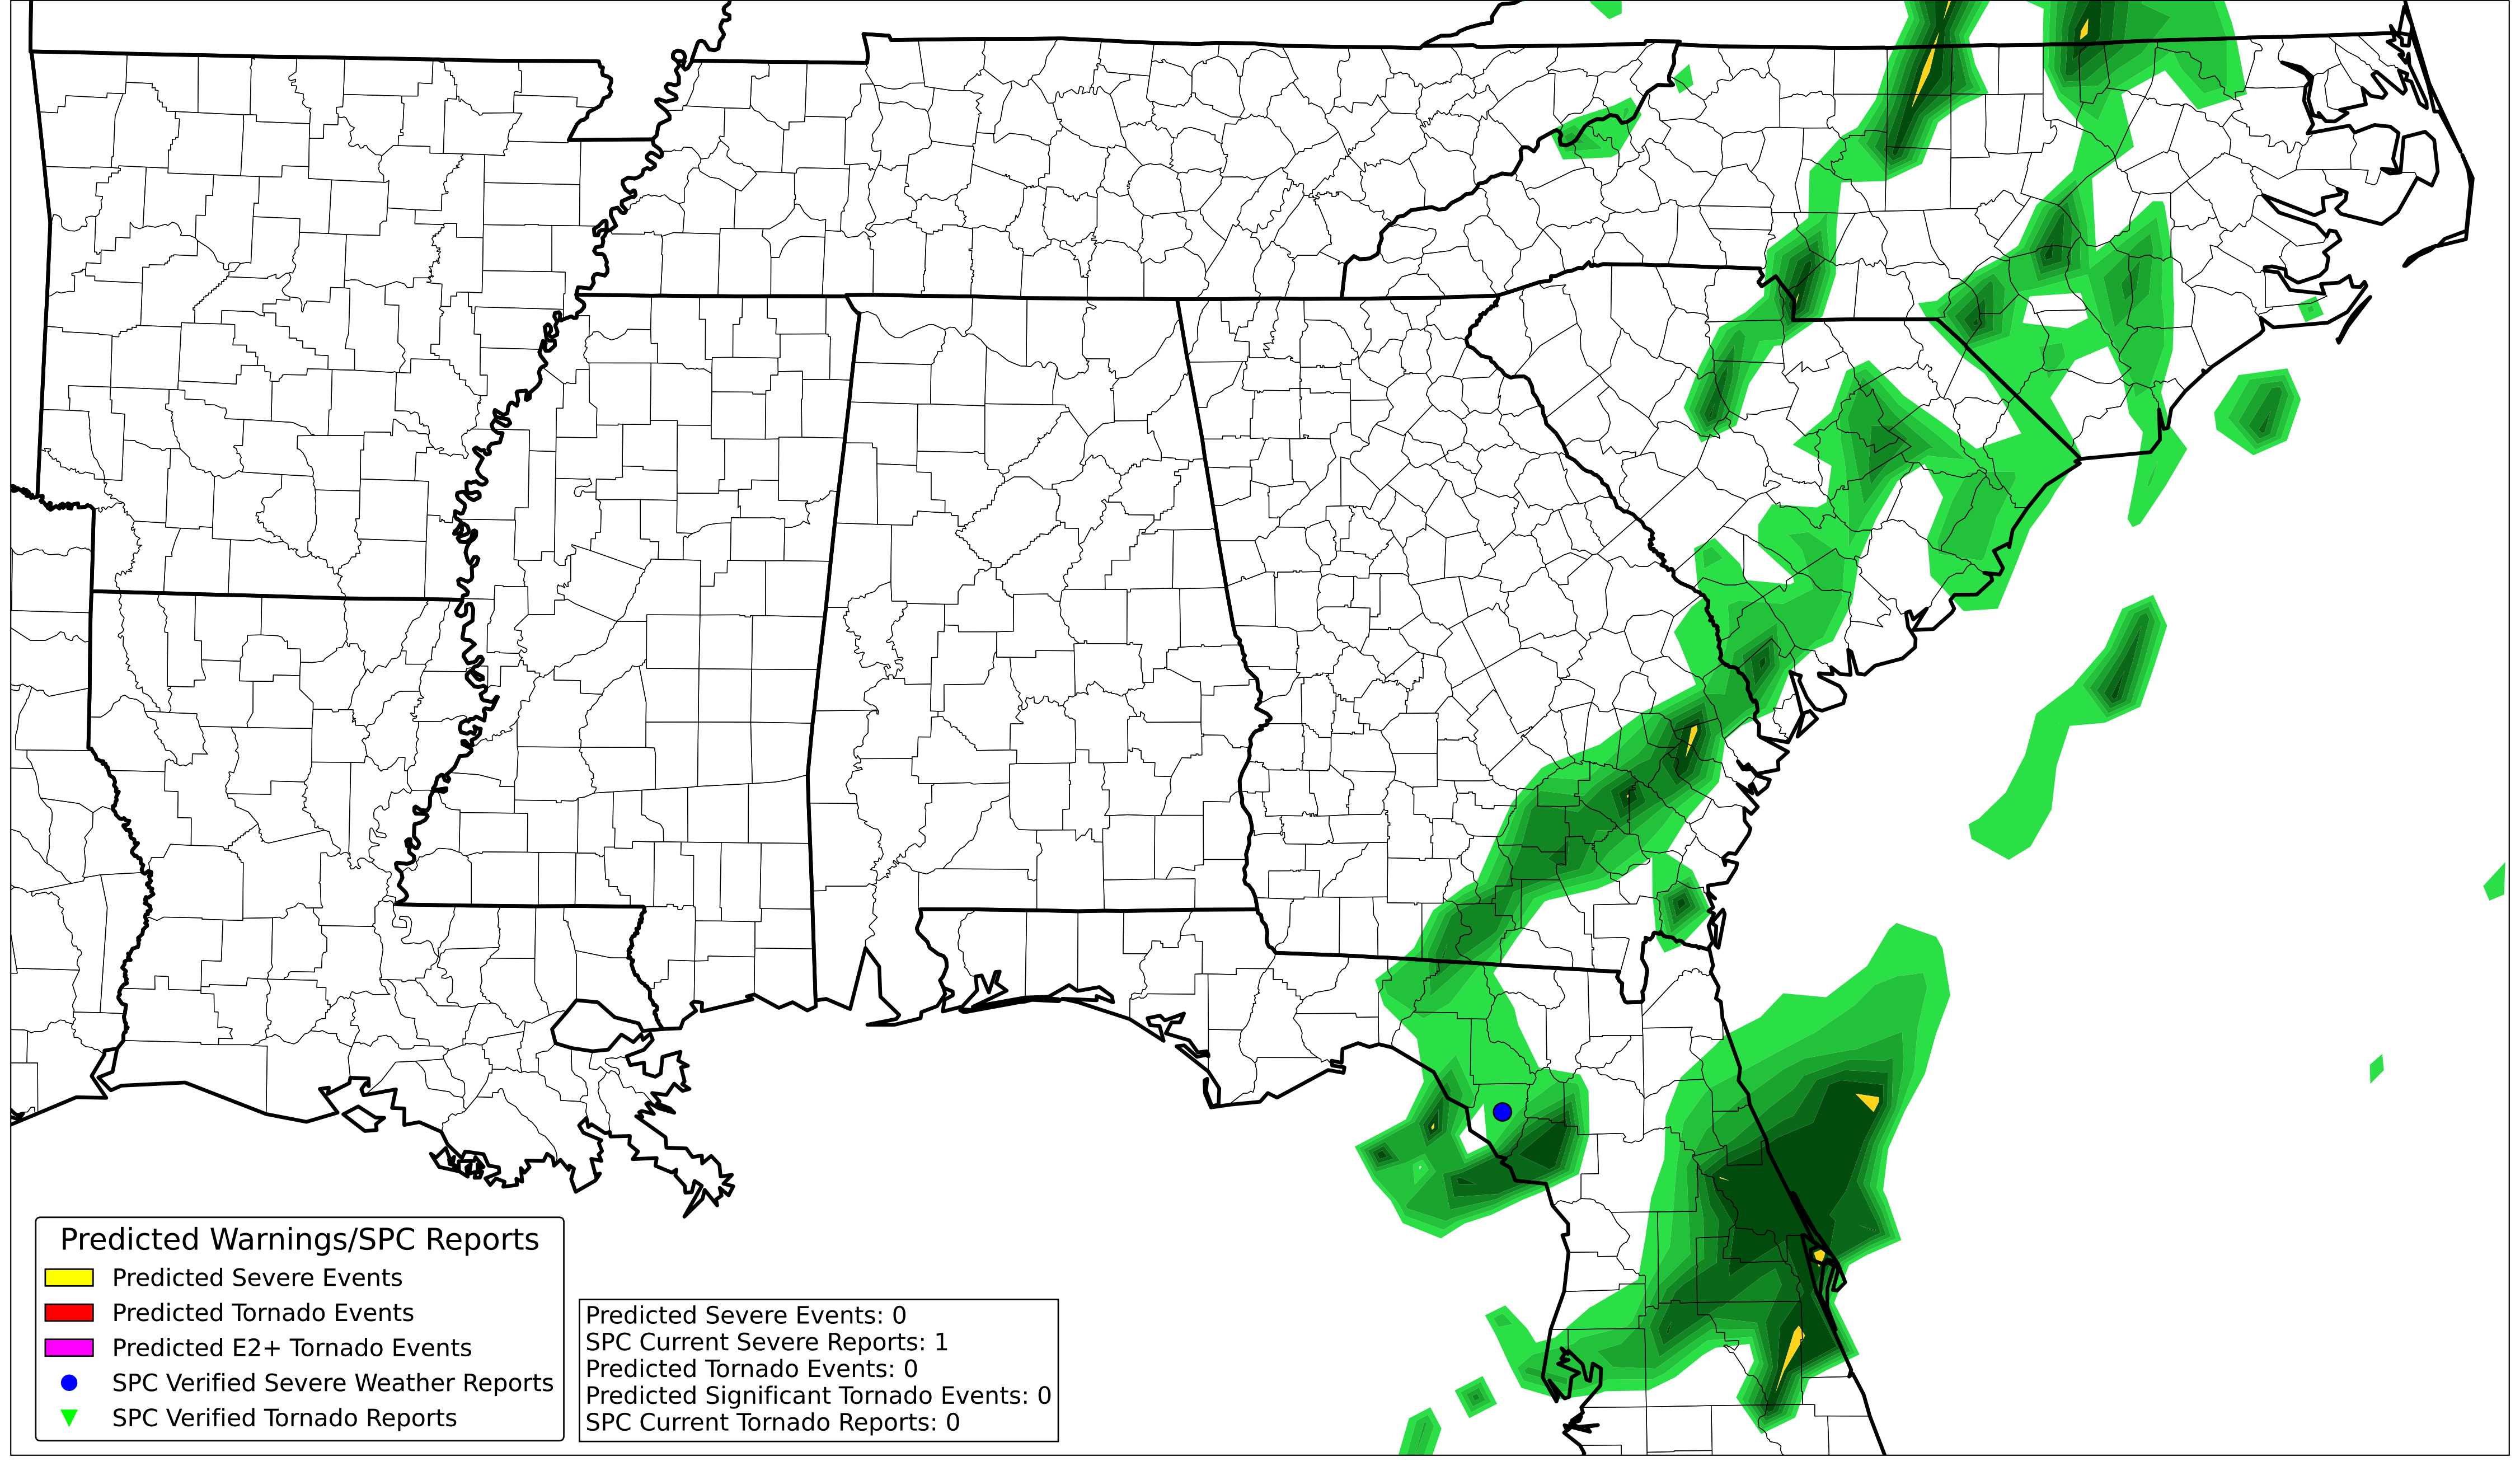 Predicted Warnings/SPC Reports
Predicted Severe Events
Predicted Tornado Events
Predicted E2+ Tornado Events
SPC Verified Severe Weather Reports
SPC Verified Tornado Reports
Predicted Severe Events: 0
SPC Current Severe Reports: 1
Predicted Tornado Events: 0
Predicted Significant Tornado Events: 0
SPC Current Tornado Reports: 0